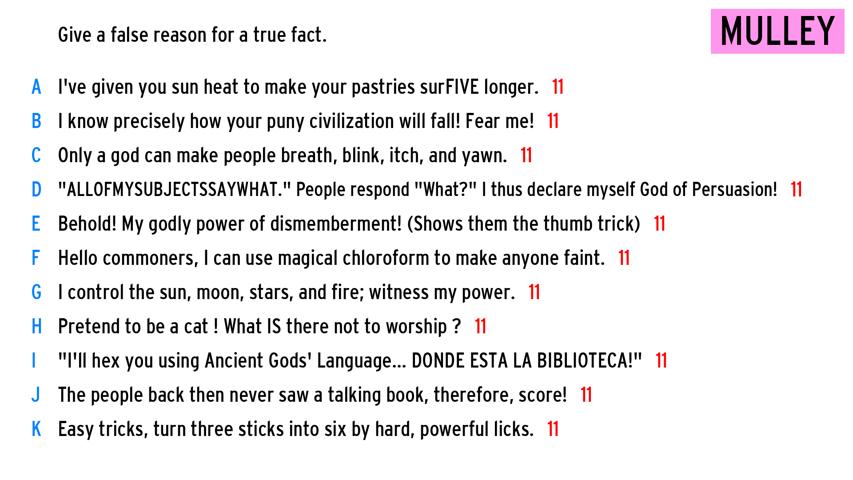 Give a false reason for a true fact.
MULLEY
A I've given you sun heat to make your pastries surFIVE longer. 11
B I know precisely how your puny civilization will fall! Fear me! 11
C Only a god can make people breath, blink, itch, and yawn. 11
D "ALLOFMYSUBJECTSSAYWHAT." People respond "What?" I thus declare myself God of Persuasion! 11
E Behold! My godly power of dismemberment! (Shows them the thumb trick) 11
F Hello commoners, I can use magical chloroform to make anyone faint. 11
G I control the sun, moon, stars, and fire; witness my power. 11
H Pretend to be a cat ! What IS there not to worship ? 11
I "I'll hex you using Ancient Gods' Language... DONDE ESTA LA BIBLIOTECA!" 11
J The people back then never saw a talking book, therefore, score! 11
K Easy tricks, turn three sticks into six by hard, powerful licks. 11